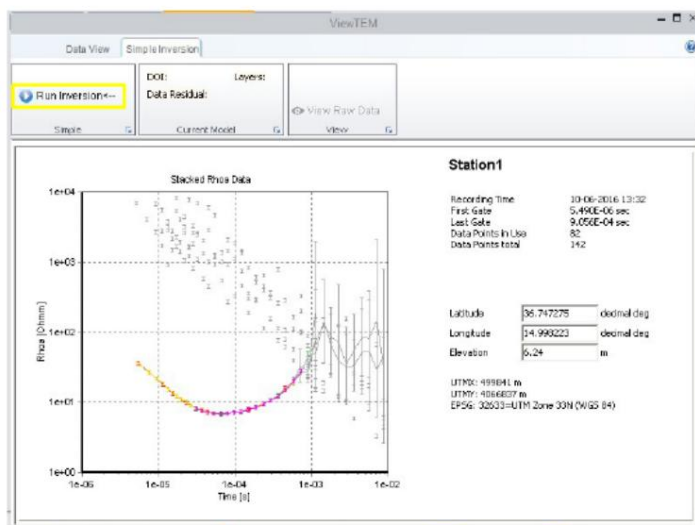 ViewTEM
Data View Simple Inversion
Run Inversion<--
Simple
DOI: Layers:
Data Residual:
Current Model
View Raw Data
View
Stacked Rhoa Data
1e+04
1e+03
1e+02
1e+01
1e+00
Rhoa [Ohmm]
1e-06 1e-05 1e-04 1e-03 1e-02
Time [s]
Station1
Recording Time 10-06-2016 13:32
First Gate 5.490E-06 sec
Last Gate 9.056E-04 sec
Data Points in Use 82
Data Points total 142
Latitude 36.747275 decimal deg
Longitude 14.998223 decimal deg
Elevation 6.24 m
UTMX: 499841 m
UTMY: 4066837 m
EPSG: 32633=UTM Zone 33N (WGS 84)